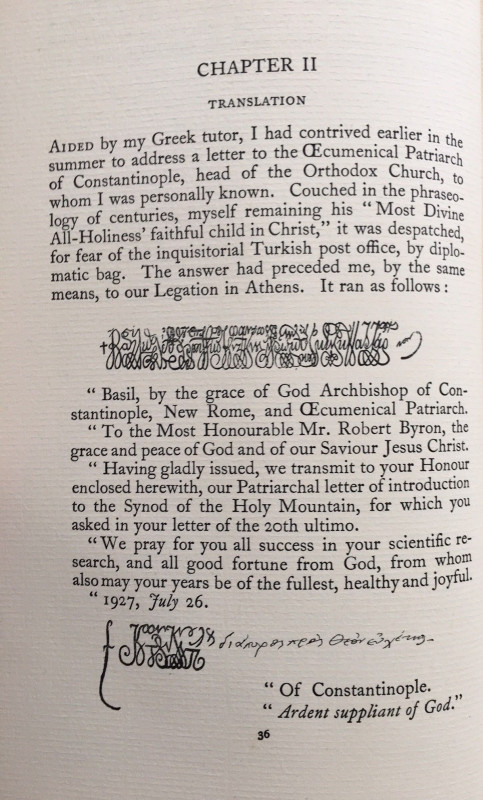 CHAPTER II
TRANSLATION
AIDED by my Greek tutor, I had contrived earlier in the
summer to address a letter to the Œcumenical Patriarch
of Constantinople, head of the Orthodox Church, to
whom I was personally known. Couched in the phraseo-
logy of centuries, myself remaining his “Most Divine
All-Holiness’ faithful child in Christ,” it was despatched,
for fear of the inquisitorial Turkish post office, by diplo-
matic bag. The answer had preceded me, by the same
means, to our Legation in Athens. It ran as follows :
“ Basil, by the grace of God Archbishop of Con-
stantinople, New Rome, and Œcumenical Patriarch.
“ To the Most Honourable Mr. Robert Byron, the
grace and peace of God and of our Saviour Jesus Christ.
“ Having gladly issued, we transmit to your Honour
enclosed herewith, our Patriarchal letter of introduction
to the Synod of the Holy Mountain, for which you
asked in your letter of the 20th ultimo.
“ We pray for you all success in your scientific re-
search, and all good fortune from God, from whom
also may your years be of the fullest, healthy and joyful.
“ 1927, July 26.
διάπυρος πρὸς Θεὸν εὐχέτης
“ Of Constantinople.
“ Ardent suppliant of God.”
36